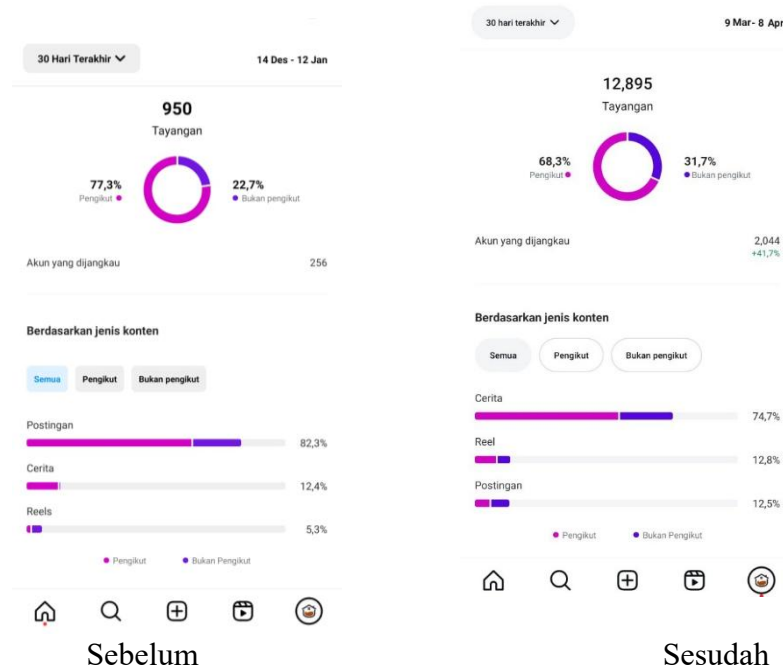 30 Hari Terakhir
14 Des - 12 Jan
950
Tayangan
77,3%
Pengikut
22,7%
Bukan pengikut
Akun yang dijangkau
256
Berdasarkan jenis konten
Semua
Pengikut
Bukan pengikut
Postingan
82,3%
Cerita
12,4%
Reels
5,3%
Pengikut
Bukan Pengikut
Sebelum
30 hari terakhir
9 Mar- 8 Apr
12,895
Tayangan
68,3%
Pengikut
31,7%
Bukan pengikut
Akun yang dijangkau
2,044
+41,7%
Berdasarkan jenis konten
Semua
Pengikut
Bukan pengikut
Cerita
74,7%
Reel
12,8%
Postingan
12,5%
Pengikut
Bukan Pengikut
Sesudah